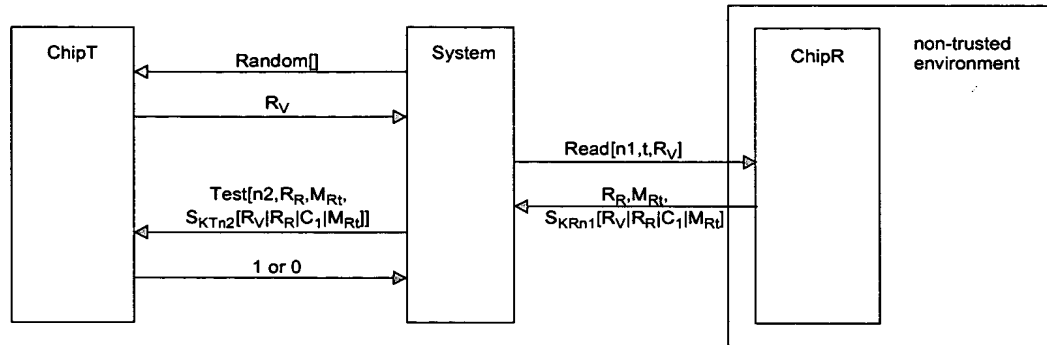 ChipT
System
ChipR
non-trusted
environment
Random[]
R_V
Read[n1,t,R_V]
Test[n2,R_R,M_Rt,
S_KTn2[R_V|R_R|C_1|M_Rt]]
R_R,M_Rt,
S_KRn1[R_V|R_R|C_1|M_Rt]
1 or 0